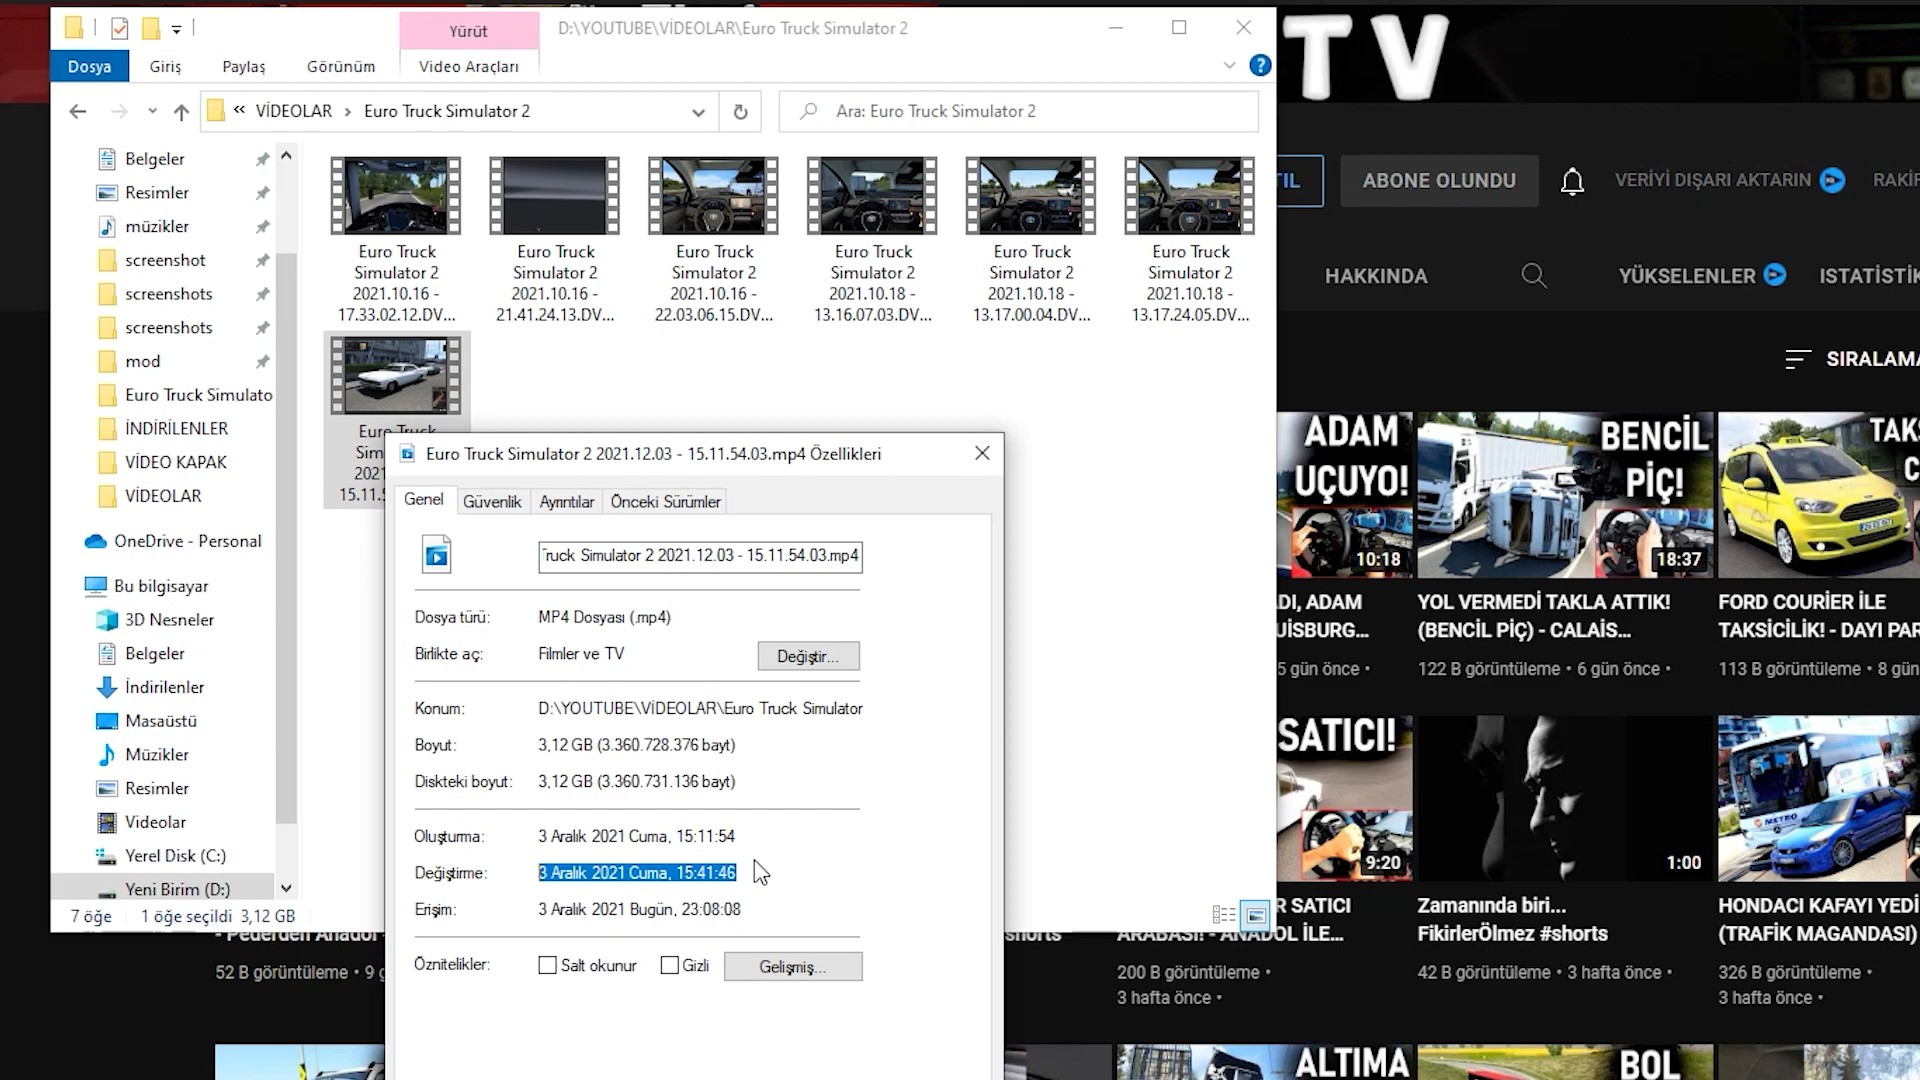 Yürüt
D:\YOUTUBE\VİDEOLAR\Euro Truck Simulator 2
Dosya
Giriş
Paylaş
Görünüm
Video Araçları
?
TV
« VİDEOLAR › Euro Truck Simulator 2
Ara: Euro Truck Simulator 2
ABONE OLUNDU
VERİYİ DIŞARI AKTARIN
HAKKINDA
YÜKSELENLER
Belgeler
Resimler
müzikler
screenshot
screenshots
screenshots
mod
Euro Truck Simulato
İNDİRİLENLER
VİDEO KAPAK
VİDEOLAR
OneDrive - Personal
Bu bilgisayar
3D Nesneler
Belgeler
İndirilenler
Masaüstü
Müzikler
Resimler
Videolar
Yerel Disk (C:)
Yeni Birim (D:)
7 öğe
1 öğe seçildi 3,12 GB
Euro Truck
Simulator 2
2021.10.16 -
17.33.02.12.DV...
Euro Truck
Simulator 2
2021.10.16 -
21.41.24.13.DV...
Euro Truck
Simulator 2
2021.10.16 -
22.03.06.15.DV...
Euro Truck
Simulator 2
2021.10.18 -
13.16.07.03.DV...
Euro Truck
Simulator 2
2021.10.18 -
13.17.00.04.DV...
Euro Truck
Simulator 2
2021.10.18 -
13.17.24.05.DV...
Euro Truck Simulator 2 2021.12.03 - 15.11.54.03.mp4 Özellikleri
Genel
Güvenlik
Ayrıntılar
Önceki Sürümler
Truck Simulator 2 2021.12.03 - 15.11.54.03.mp4
Dosya türü:
MP4 Dosyası (.mp4)
Birlikte aç:
Filmler ve TV
Değiştir...
Konum:
D:\YOUTUBE\VİDEOLAR\Euro Truck Simulator
Boyut:
3,12 GB (3.360.728.376 bayt)
Diskteki boyut:
3,12 GB (3.360.731.136 bayt)
Oluşturma:
3 Aralık 2021 Cuma, 15:11:54
Değiştirme:
3 Aralık 2021 Cuma, 15:41:46
Erişim:
3 Aralık 2021 Bugün, 23:08:08
Öznitelikler:
Salt okunur
Gizli
Gelişmiş...
SIRALAMA
ADAM
UÇUYO!
10:18
BENCİL
PİÇ!
18:37
ADAM
5 gün önce •
YOL VERMEDİ TAKLA ATTIK!
(BENCİL PİÇ) - CALAİS...
122 B görüntüleme • 6 gün önce •
FORD COURİER İLE
TAKSİCİLİK! - DAYI PAR
113 B görüntüleme • 8 gün
SATICI!
9:20
1:00
METRO
SATICI
ARABASI! - ANADOL İLE...
200 B görüntüleme •
3 hafta önce •
Zamanında biri...
FikirlerÖlmez #shorts
42 B görüntüleme • 3 hafta önce •
HONDACI KAFAYI YEDİ
(TRAFİK MAGANDASI)
326 B görüntüleme •
3 hafta önce •
- Pederden Anadol -
52 B görüntüleme • 9 g
ALTIMA
BOL